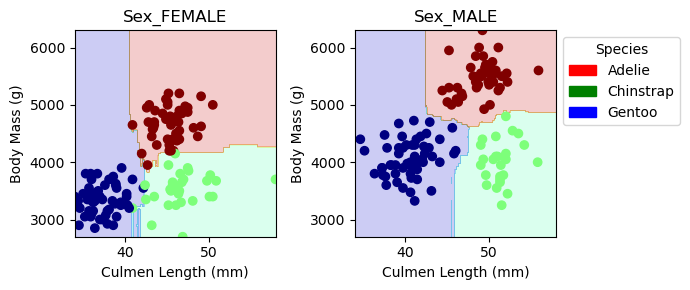 Sex_FEMALE
Body Mass (g)
6000
5000
4000
3000
40 50
Culmen Length (mm)
Sex_MALE
Body Mass (g)
6000
5000
4000
3000
40 50
Culmen Length (mm)
Species
Adelie
Chinstrap
Gentoo